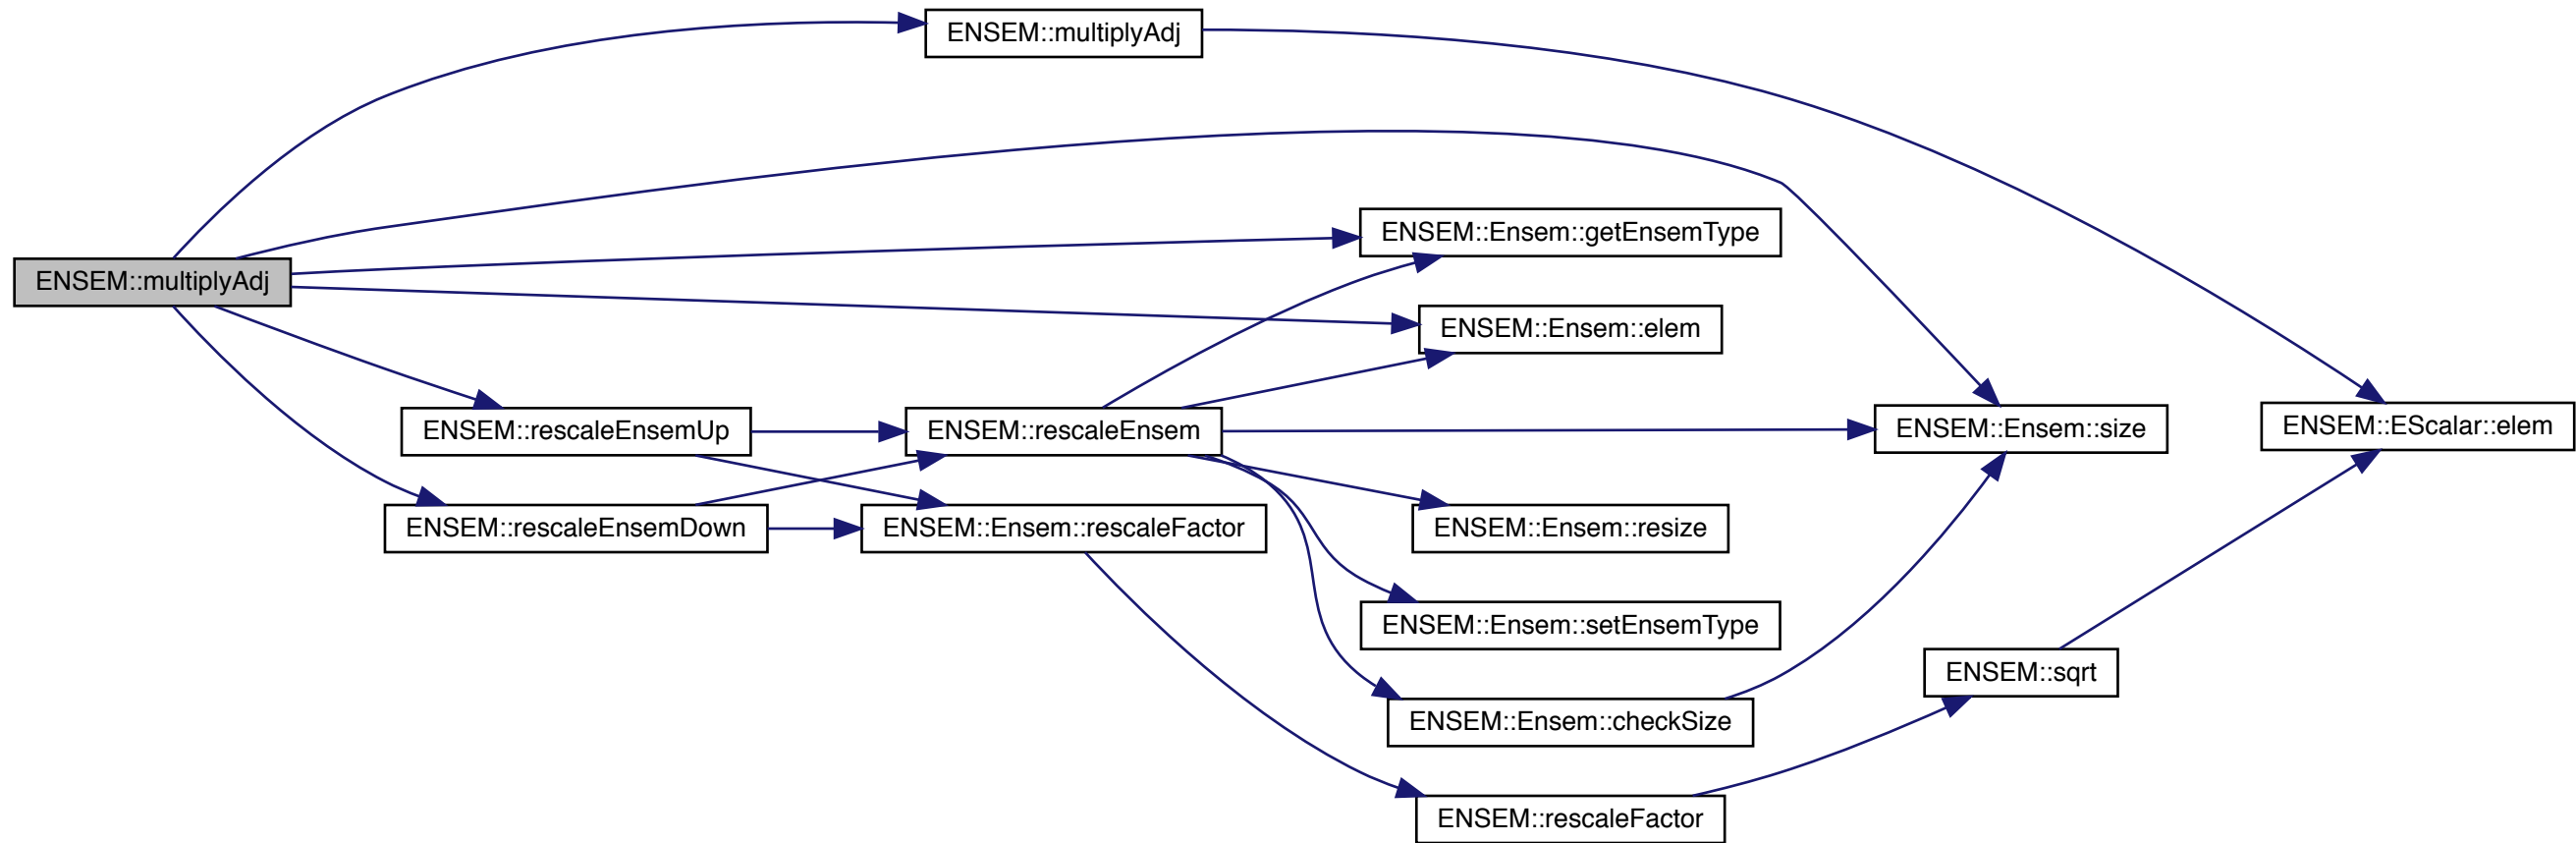 ENSEM::multiplyAdj
ENSEM::multiplyAdj
ENSEM::Ensem::getEnsemType
ENSEM::Ensem::elem
ENSEM::rescaleEnsemUp
ENSEM::rescaleEnsem
ENSEM::Ensem::size
ENSEM::EScalar::elem
ENSEM::rescaleEnsemDown
ENSEM::Ensem::rescaleFactor
ENSEM::Ensem::resize
ENSEM::Ensem::setEnsemType
ENSEM::sqrt
ENSEM::Ensem::checkSize
ENSEM::rescaleFactor